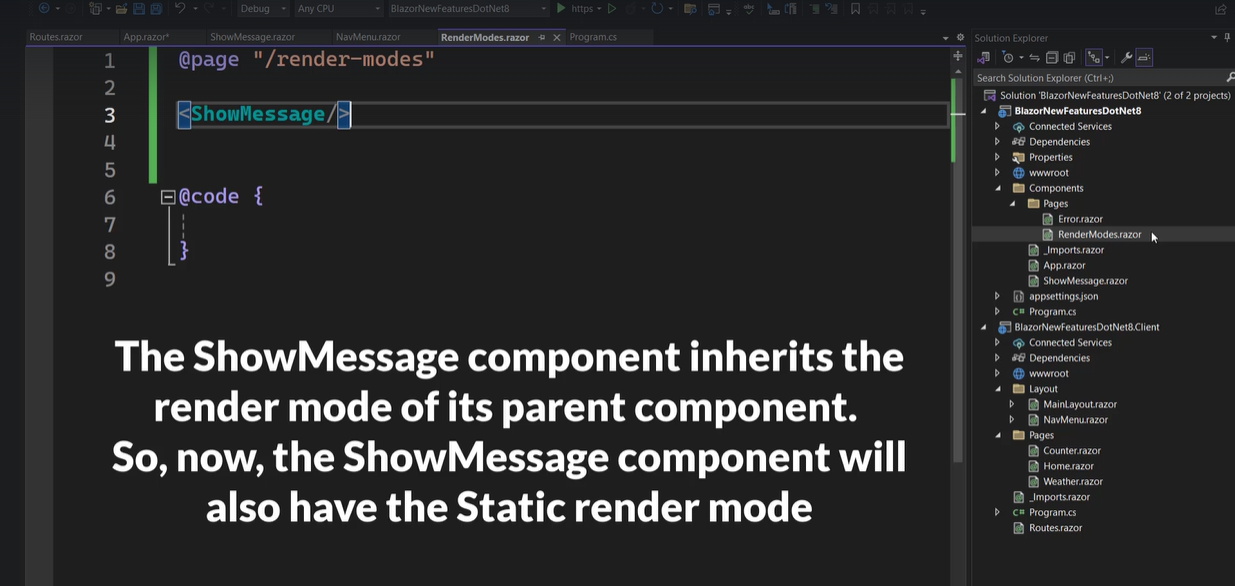 Debug
Any CPU
BlazorNewFeaturesDotNet8
https
Routes.razor
App.razor*
ShowMessage.razor
NavMenu.razor
RenderModes.razor
Program.cs
1 @page "/render-modes"
2
3 <ShowMessage/>
4
5
6 @code {
7
8 }
9
The ShowMessage component inherits the
render mode of its parent component.
So, now, the ShowMessage component will
also have the Static render mode
Solution Explorer
Search Solution Explorer (Ctrl+;)
Solution 'BlazorNewFeaturesDotNet8' (2 of 2 projects)
BlazorNewFeaturesDotNet8
Connected Services
Dependencies
Properties
wwwroot
Components
Pages
Error.razor
RenderModes.razor
_Imports.razor
App.razor
ShowMessage.razor
appsettings.json
C# Program.cs
BlazorNewFeaturesDotNet8.Client
Connected Services
Dependencies
wwwroot
Layout
MainLayout.razor
NavMenu.razor
Pages
Counter.razor
Home.razor
Weather.razor
_Imports.razor
C# Program.cs
Routes.razor